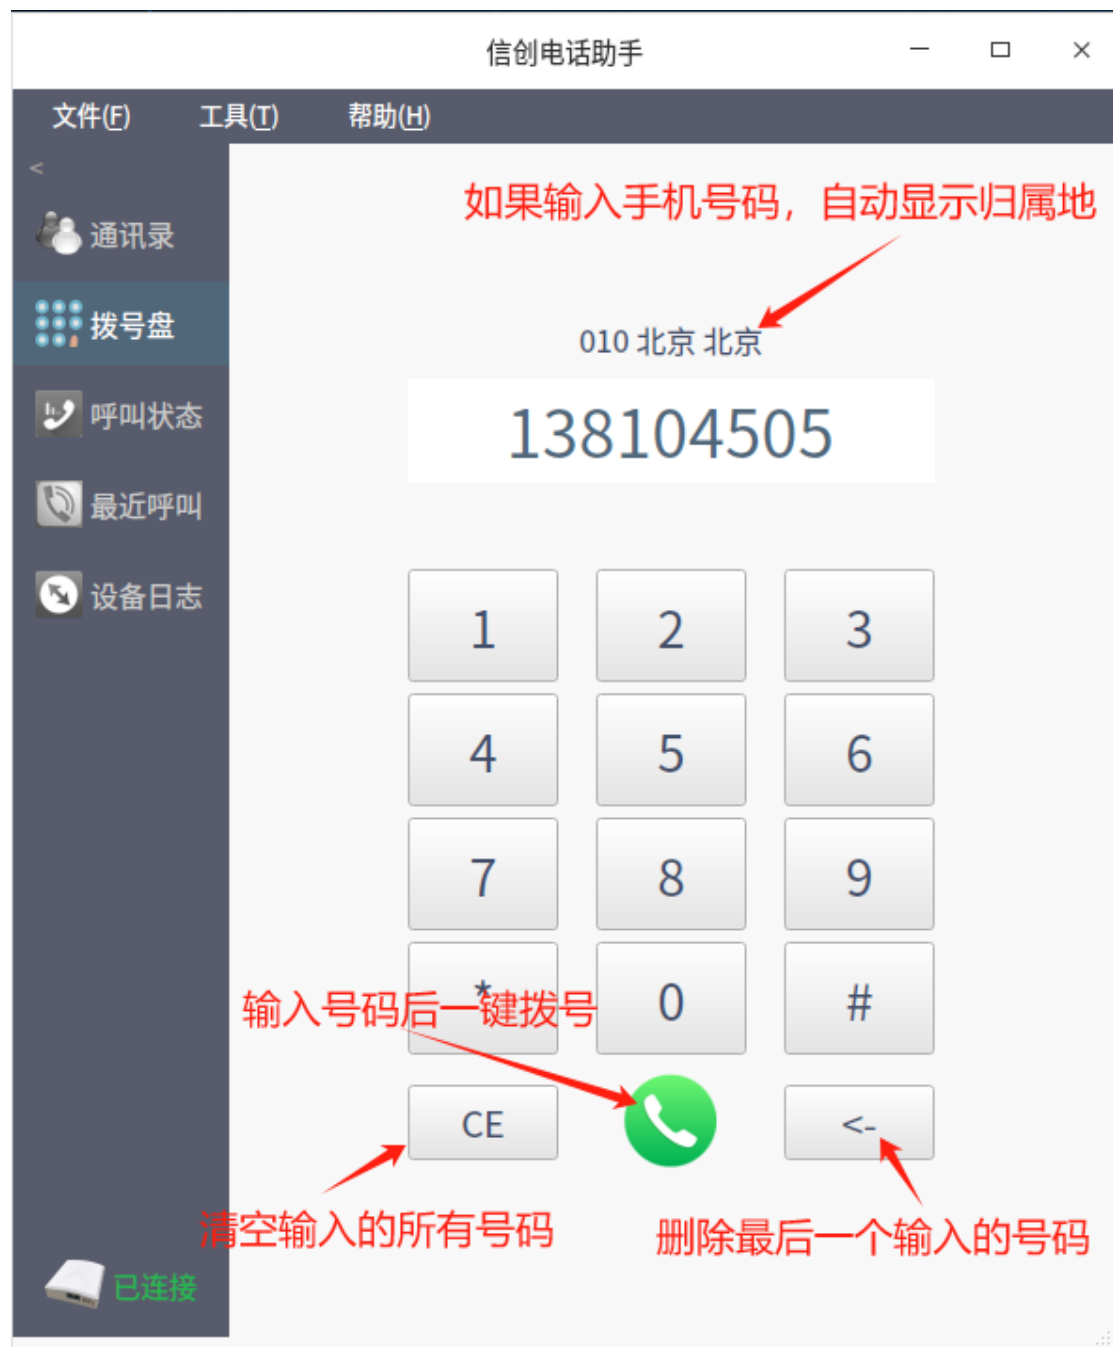 信创电话助手
文件(F) 工具(T) 帮助(H)
<
通讯录
拨号盘
呼叫状态
最近呼叫
设备日志
已连接
如果输入手机号码，自动显示归属地
010 北京 北京
138104505
1 2 3
4 5 6
7 8 9
* 0 #
输入号码后一键拨号
CE <-
清空输入的所有号码
删除最后一个输入的号码